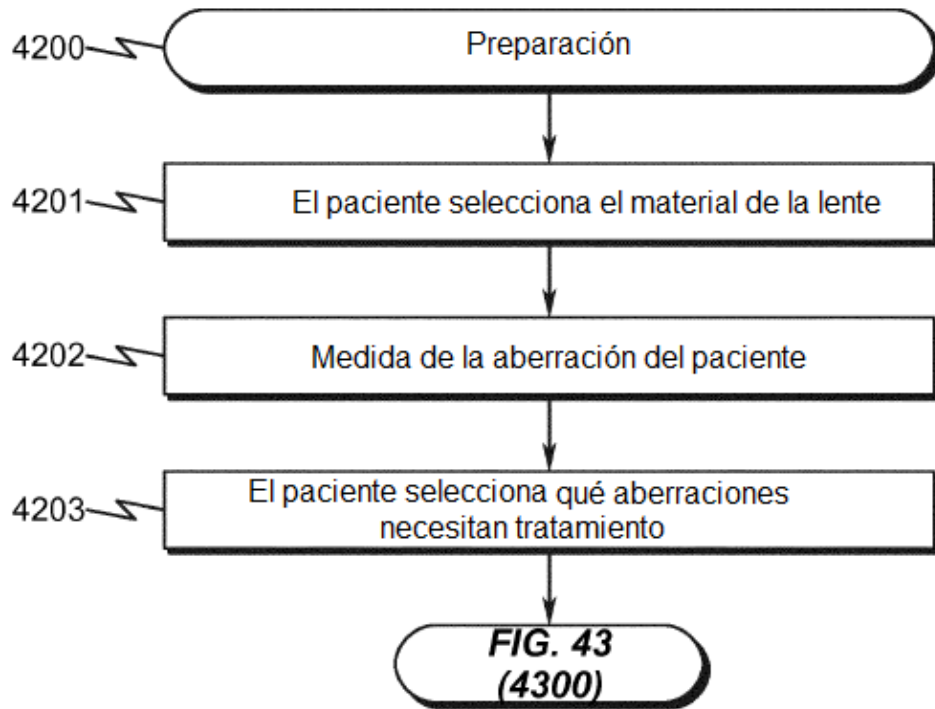 4200
Preparación
4201
El paciente selecciona el material de la lente
4202
Medida de la aberración del paciente
4203
El paciente selecciona qué aberraciones
necesitan tratamiento
FIG. 43
(4300)